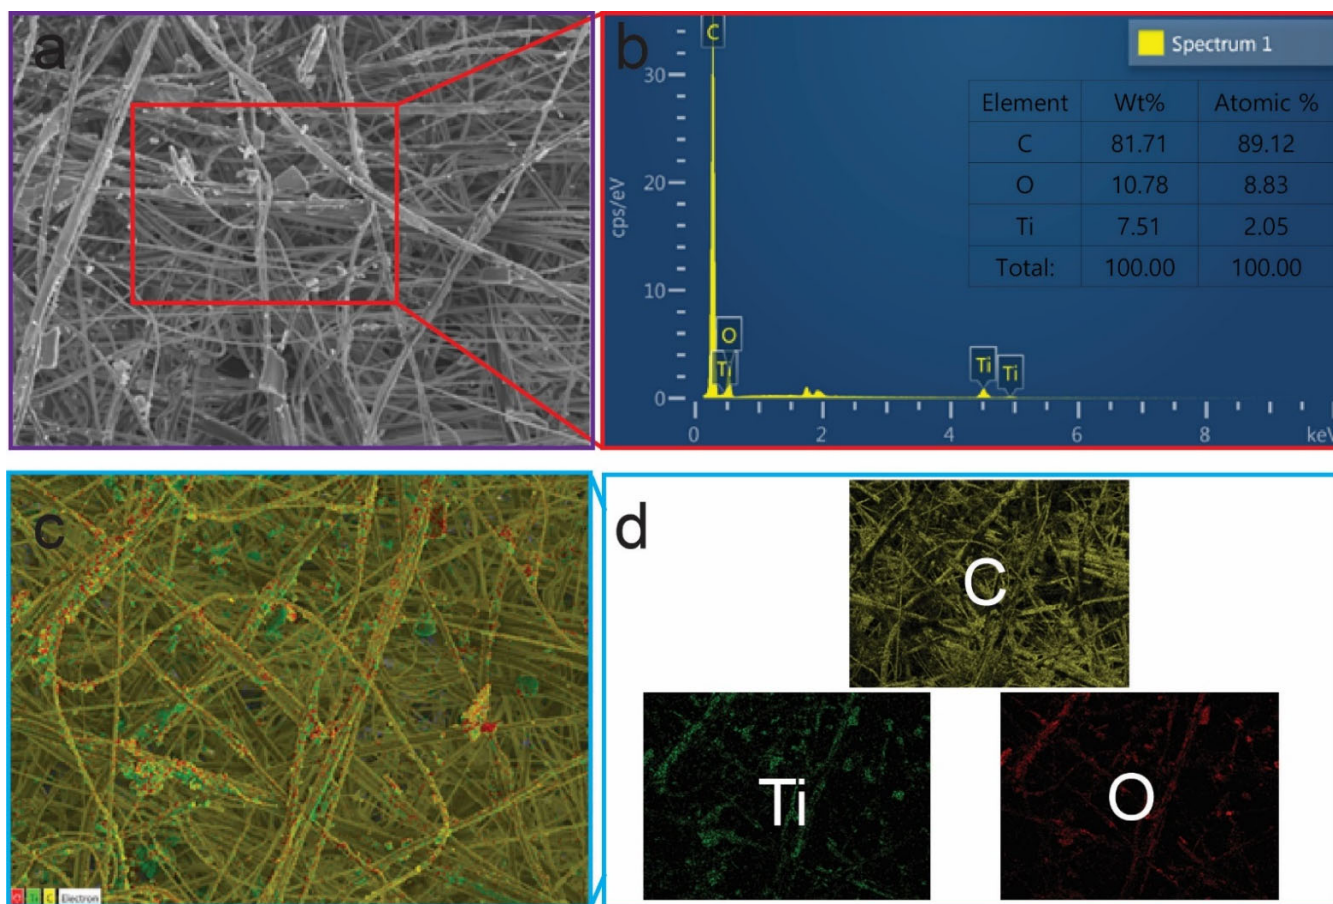 a
b
C
Spectrum 1
Element Wt% Atomic %
C 81.71 89.12
O 10.78 8.83
Ti 7.51 2.05
Total: 100.00 100.00
30
20
10
0
cps/eV
O
T
Ti
Ti
0 2 4 6 8 keV
c
O Ti C Electron
d
C
Ti
O